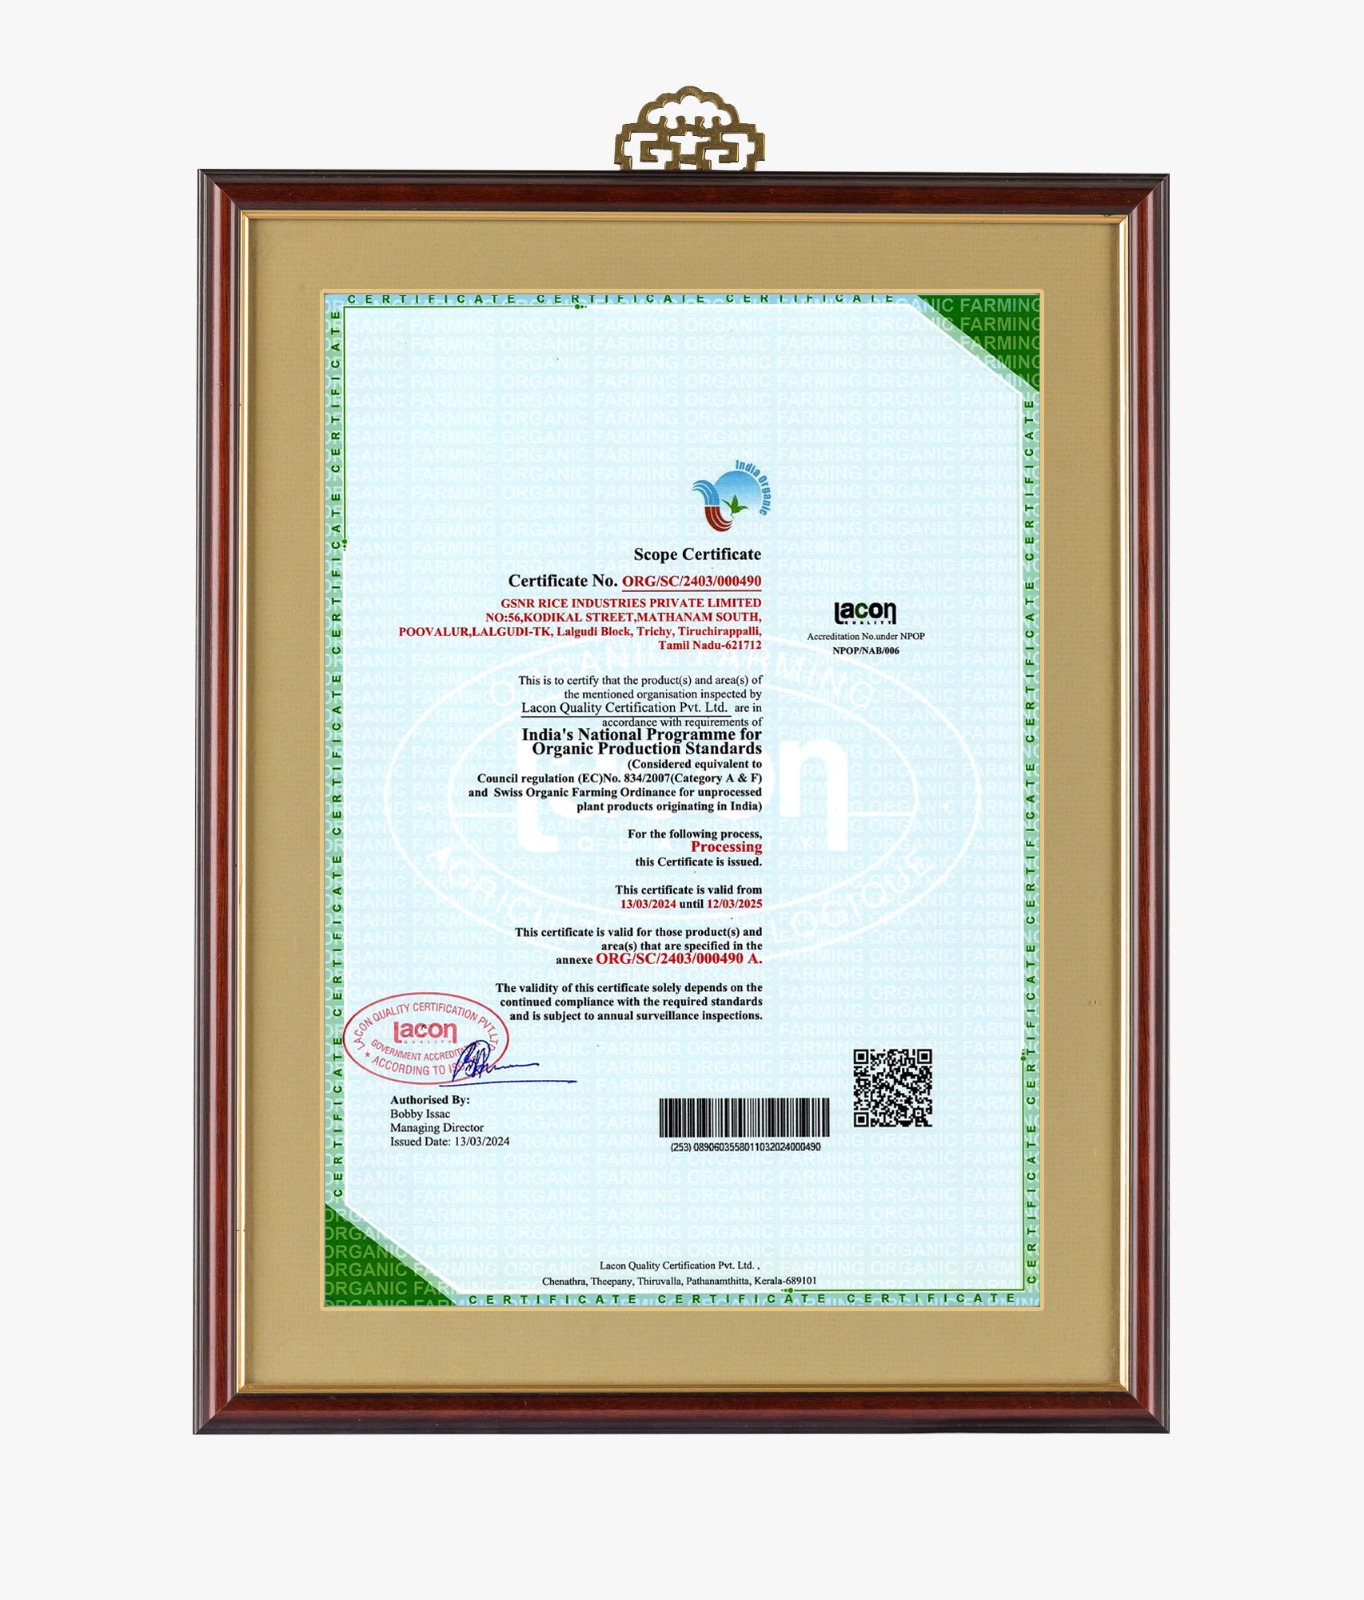 CERTIFICATE CERTIFICATE CERTIFICATE
India Organic
Scope Certificate
Certificate No. ORG/SC/2403/000490
GSNR RICE INDUSTRIES PRIVATE LIMITED
NO:56,KODIKAL STREET,MATHANAM SOUTH,
POOVALUR,LALGUDI-TK, Lalgudi Block, Trichy, Tiruchirappalli,
Tamil Nadu-621712
lacon
QUALITY
Accreditation No.under NPOP
NPOP/NAB/006
This is to certify that the product(s) and area(s) of
the mentioned organisation inspected by
Lacon Quality Certification Pvt. Ltd. are in
accordance with requirements of
India's National Programme for
Organic Production Standards
(Considered equivalent to
Council regulation (EC)No. 834/2007(Category A & F)
and Swiss Organic Farming Ordinance for unprocessed
plant products originating in India)
For the following process,
Processing
this Certificate is issued.
This certificate is valid from
13/03/2024 until 12/03/2025
This certificate is valid for those product(s) and
area(s) that are specified in the
annexe ORG/SC/2403/000490 A.
The validity of this certificate solely depends on the
continued compliance with the required standards
and is subject to annual surveillance inspections.
LACON QUALITY CERTIFICATION PVT.LTD.
lacon
QUALITY
GOVERNMENT ACCREDITED
ACCORDING TO
Authorised By:
Bobby Issac
Managing Director
Issued Date: 13/03/2024
(253) 0890603558011032024000490
Lacon Quality Certification Pvt. Ltd. ,
Chenathra, Theepany, Thiruvalla, Pathanamthitta, Kerala-689101
CERTIFICATE CERTIFICATE CERTIFICATE